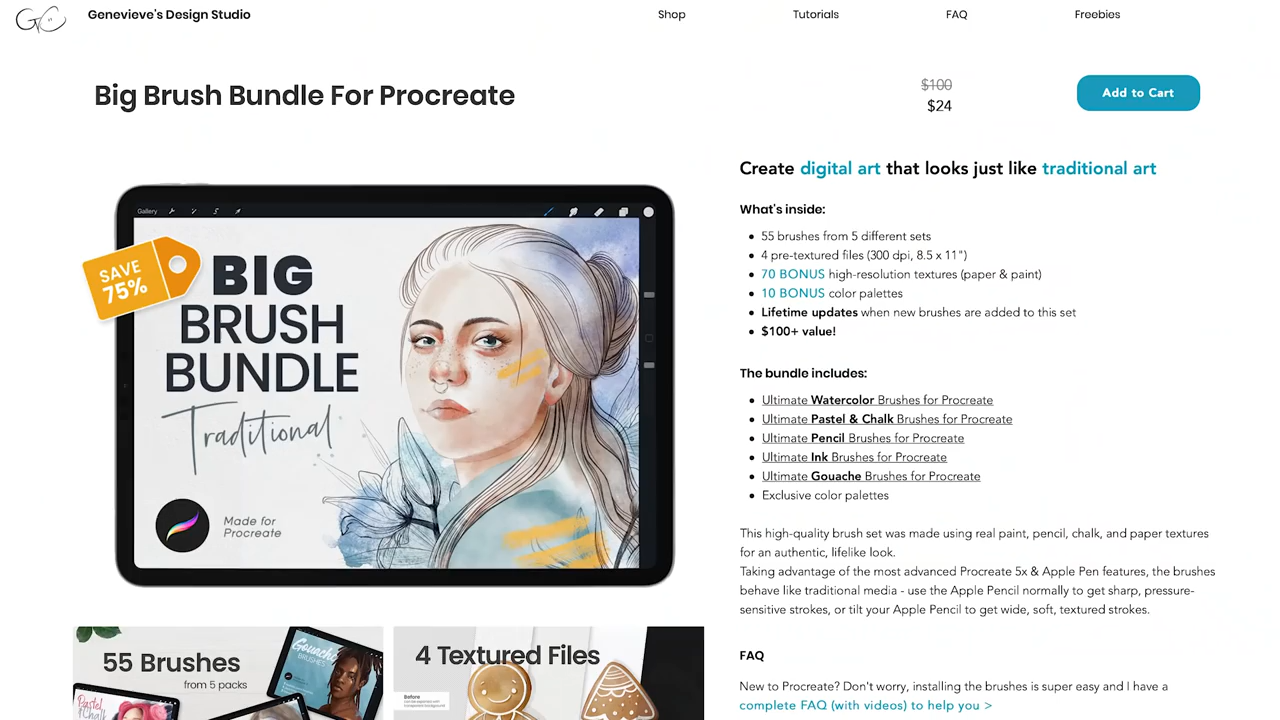 Genevieve's Design Studio
Shop
Tutorials
FAQ
Freebies
Big Brush Bundle For Procreate
$100
$24
Add to Cart
Gallery
SAVE
75%
BIG
BRUSH
BUNDLE
Traditional
Made for
Procreate
Create digital art that looks just like traditional art
What's inside:
55 brushes from 5 different sets
4 pre-textured files (300 dpi, 8.5 x 11")
70 BONUS high-resolution textures (paper & paint)
10 BONUS color palettes
Lifetime updates when new brushes are added to this set
$100+ value!
The bundle includes:
Ultimate Watercolor Brushes for Procreate
Ultimate Pastel & Chalk Brushes for Procreate
Ultimate Pencil Brushes for Procreate
Ultimate Ink Brushes for Procreate
Ultimate Gouache Brushes for Procreate
Exclusive color palettes
This high-quality brush set was made using real paint, pencil, chalk, and paper textures
for an authentic, lifelike look.
Taking advantage of the most advanced Procreate 5x & Apple Pen features, the brushes
behave like traditional media - use the Apple Pencil normally to get sharp, pressure-
sensitive strokes, or tilt your Apple Pencil to get wide, soft, textured strokes.
FAQ
New to Procreate? Don't worry, installing the brushes is super easy and I have a
complete FAQ (with videos) to help you >
55 Brushes
from 5 packs
Gouache
BRUSHES
Pastel
& Chalk
4 Textured Files
Before